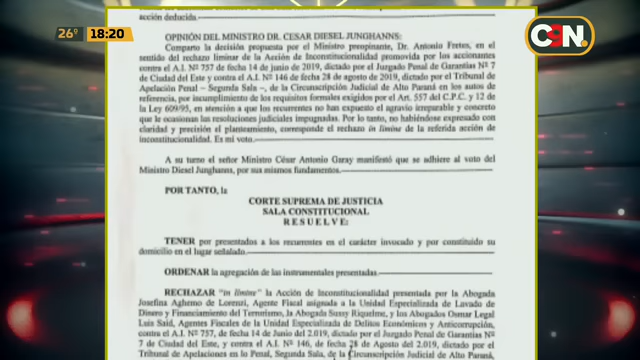 26°
18:20
C9N.
acción deducida.
OPINIÓN DEL MINISTRO DR. CESAR DIESEL JUNGHANNS:
Comparto la decisión propuesta por el Ministro preopinante, Dr. Antonio Fretes, en el
sentido del rechazo liminar de la Acción de Inconstitucionalidad promovida por los accionantes
contra el A.I. Nº 757 de fecha 14 de junio de 2019, dictado por el Juzgado Penal de Garantías Nº 7
de Ciudad del Este y contra el A.I. Nº 146 de fecha 28 de agosto de 2019, dictado por el Tribunal de
Apelación Penal – Segunda Sala –, de la Circunscripción Judicial de Alto Paraná en los autos de
referencia, por incumplimiento de los requisitos formales exigidos por el Art. 557 del C.P.C. y 12 de
la Ley 609/95, en atención a que los recurrentes no han expuesto el agravio irreparable y concreto
que le ocasionan las resoluciones judiciales impugnadas. Por lo tanto, no habiéndose expresado con
claridad y precisión el planteamiento, corresponde el rechazo in limine de la referida acción de
inconstitucionalidad. Es mi voto.
A su turno el señor Ministro César Antonio Garay manifestó que se adhiere al voto del
Ministro Diesel Junghanns, por sus mismos fundamentos.
POR TANTO, la
CORTE SUPREMA DE JUSTICIA
SALA CONSTITUCIONAL
R E S U E L V E:
TENER por presentados a los recurrentes en el carácter invocado y por constituido su
domicilio en el lugar señalado.
ORDENAR la agregación de las instrumentales presentadas.
RECHAZAR "in limine" la Acción de Inconstitucionalidad presentada por la Abogada
Josefina Aghemo de Lorenzi, Agente Fiscal asignada a la Unidad Especializada de Lavado de
Dinero y Financiamiento del Terrorismo, la Abogada Sussy Riquelme, y los Abogados Osmar Legal
Luis Said, Agentes Fiscales de la Unidad Especializada de Delitos Económicos y Anticorrupción,
contra el A.I. Nº 757, de fecha 14 de Junio del 2.019, dictado por el Juzgado Penal de Garantías Nº
7 de Ciudad del Este, y contra el A.I. Nº 146, de fecha 28 de Agosto del 2.019, dictado por el
Tribunal de Apelaciones en lo Penal, Segunda Sala, de la Circunscripción Judicial de Alto Paraná,